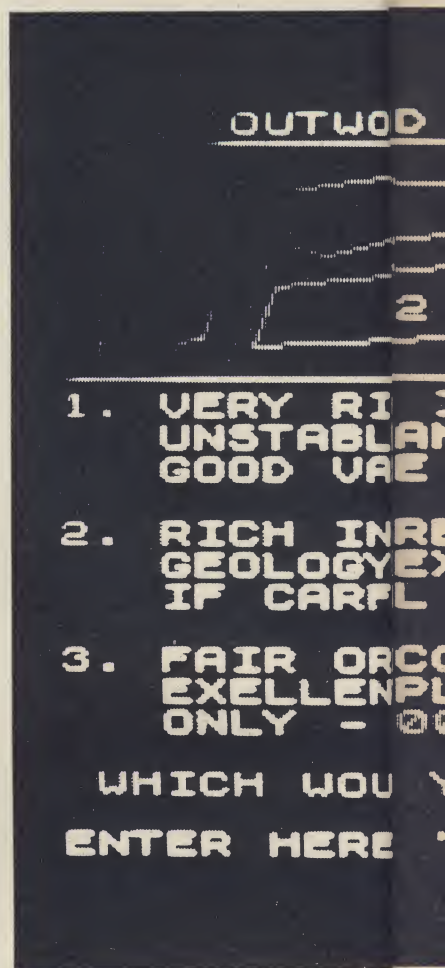 OUTWOD
2
1. VERY RI
UNSTABLAN
GOOD VAE
2. RICH INRE
GEOLOGYEX
IF CARFL
3. FAIR ORCO
EXELLENPL
ONLY - 00
WHICH WOU Y
ENTER HERE "